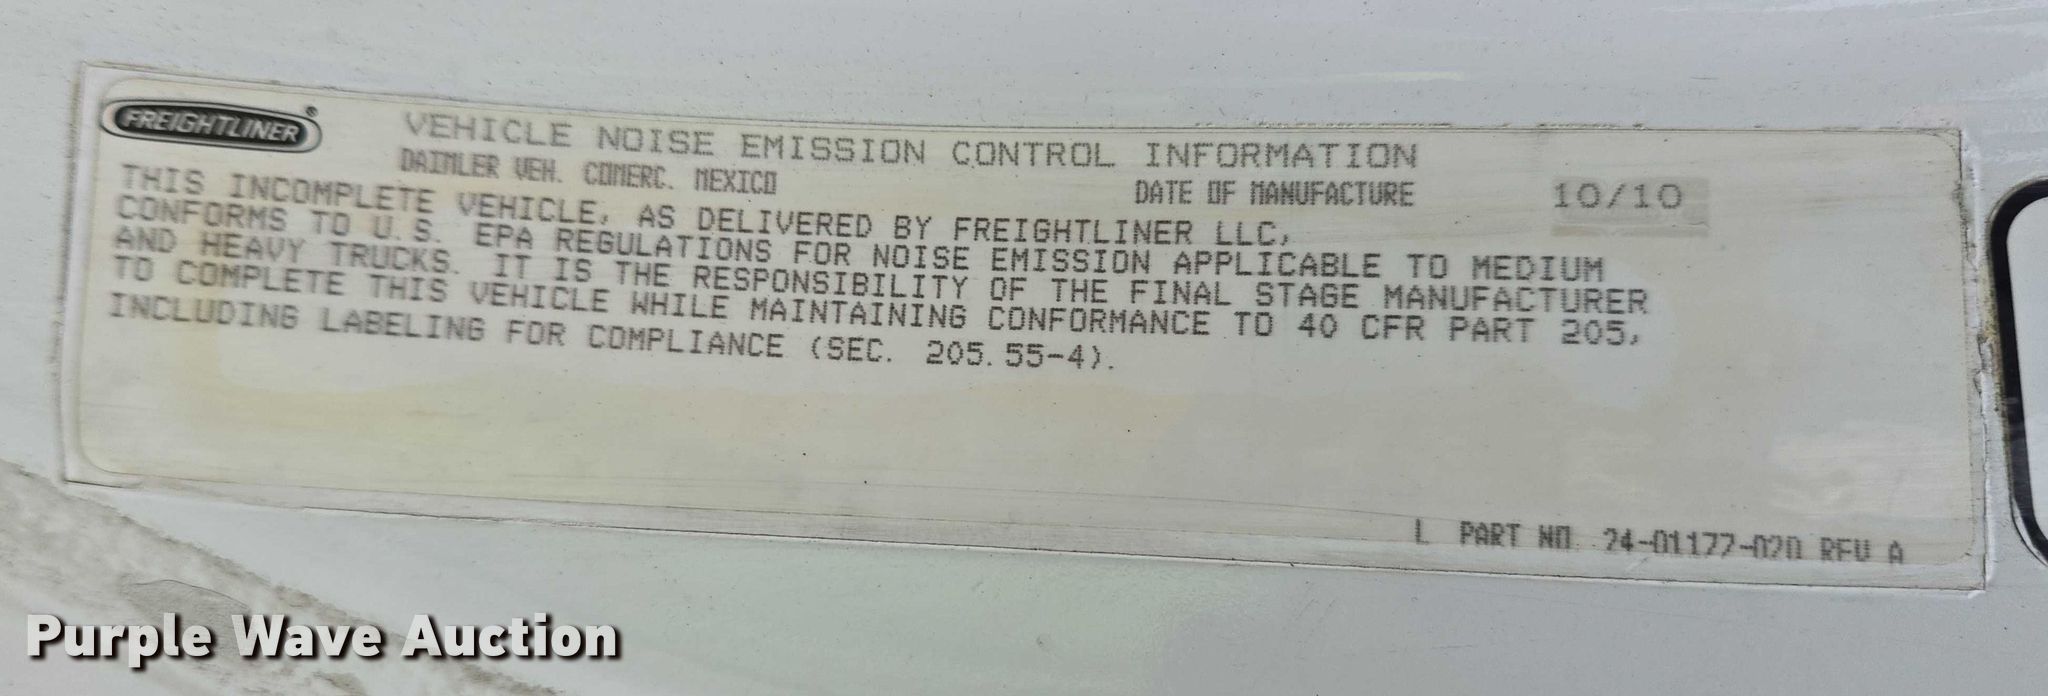 FREIGHTLINER®
VEHICLE NOISE EMISSION CONTROL INFORMATION
DAIMLER VEH. COMERC. MEXICO
DATE OF MANUFACTURE 10/10
THIS INCOMPLETE VEHICLE, AS DELIVERED BY FREIGHTLINER LLC,
CONFORMS TO U.S. EPA REGULATIONS FOR NOISE EMISSION APPLICABLE TO MEDIUM
AND HEAVY TRUCKS. IT IS THE RESPONSIBILITY OF THE FINAL STAGE MANUFACTURER
TO COMPLETE THIS VEHICLE WHILE MAINTAINING CONFORMANCE TO 40 CFR PART 205,
INCLUDING LABELING FOR COMPLIANCE (SEC. 205.55-4).
L PART NO 24-01177-020 REV A
Purple Wave Auction